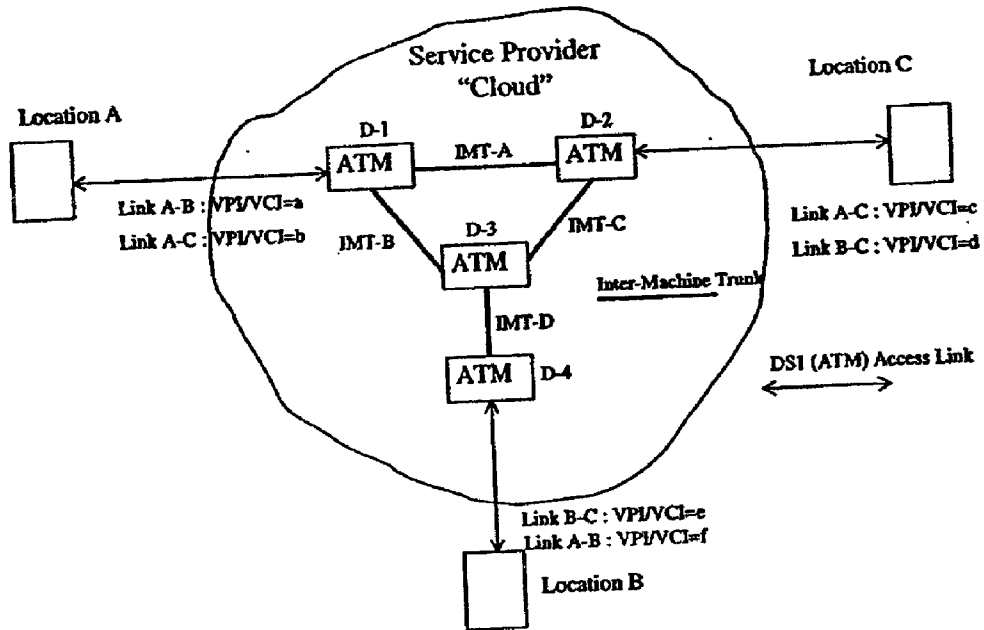 Service Provider
“Cloud”
Location A
Location C
D-1
D-2
ATM
IMT-A
ATM
Link A-B : VPI/VCI=a
Link A-C : VPI/VCI=b
IMT-B
D-3
IMT-C
ATM
Link A-C : VPI/VCI=c
Link B-C : VPI/VCI=d
Inter-Machine Trunk
IMT-D
ATM
D-4
DS1 (ATM) Access Link
Link B-C : VPI/VCI=e
Link A-B : VPI/VCI=f
Location B